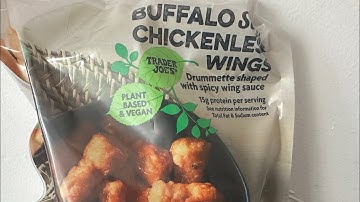 BUFFALO S
CHICKENLES
WINGS
TRADER
JOE'S
Drummette shaped
with spicy wing sauce
PLANT
BASED
& VEGAN
15g protein per serving
See nutrition information for
Total Fat & Sodium content